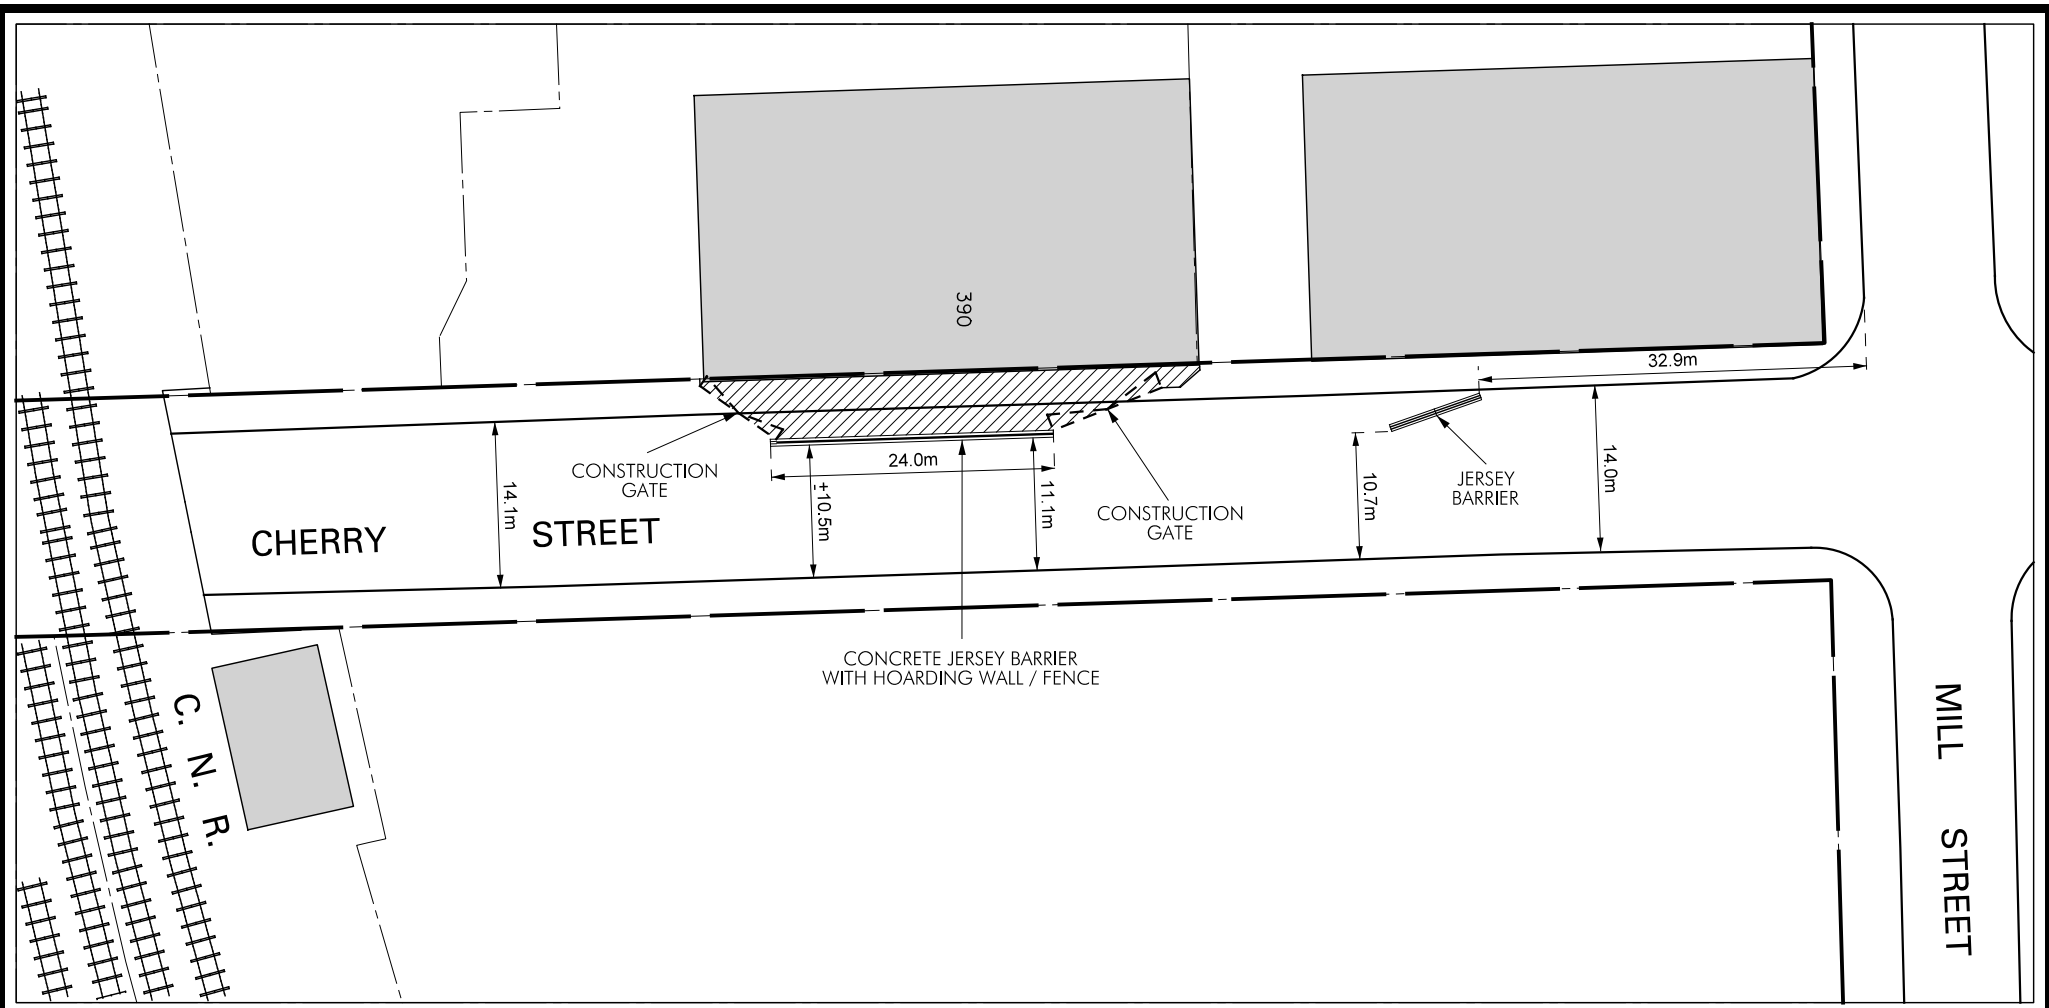 390
32.9m
CONSTRUCTION
GATE
24.0m
14.1m
±10.5m
11.1m
CONSTRUCTION
GATE
10.7m
JERSEY
BARRIER
14.0m
CHERRY STREET
CONCRETE JERSEY BARRIER
WITH HOARDING WALL / FENCE
C. N. R.
MILL STREET